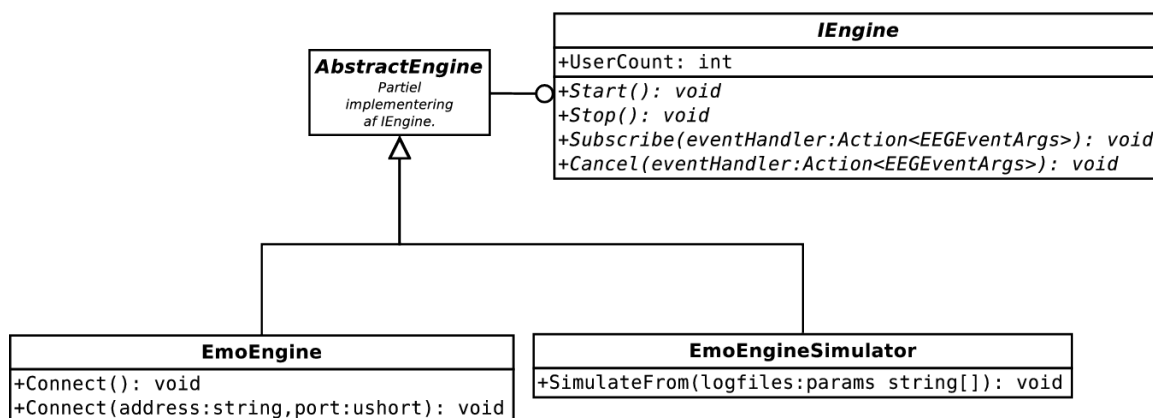 IEngine
+UserCount: int
+Start(): void
+Stop(): void
+Subscribe(eventHandler:Action<EEGEventArgs>): void
+Cancel(eventHandler:Action<EEGEventArgs>): void
AbstractEngine
Partiel
implementering
af IEngine.
EmoEngine
+Connect(): void
+Connect(address:string,port:ushort): void
EmoEngineSimulator
+SimulateFrom(logfiles:params string[]): void